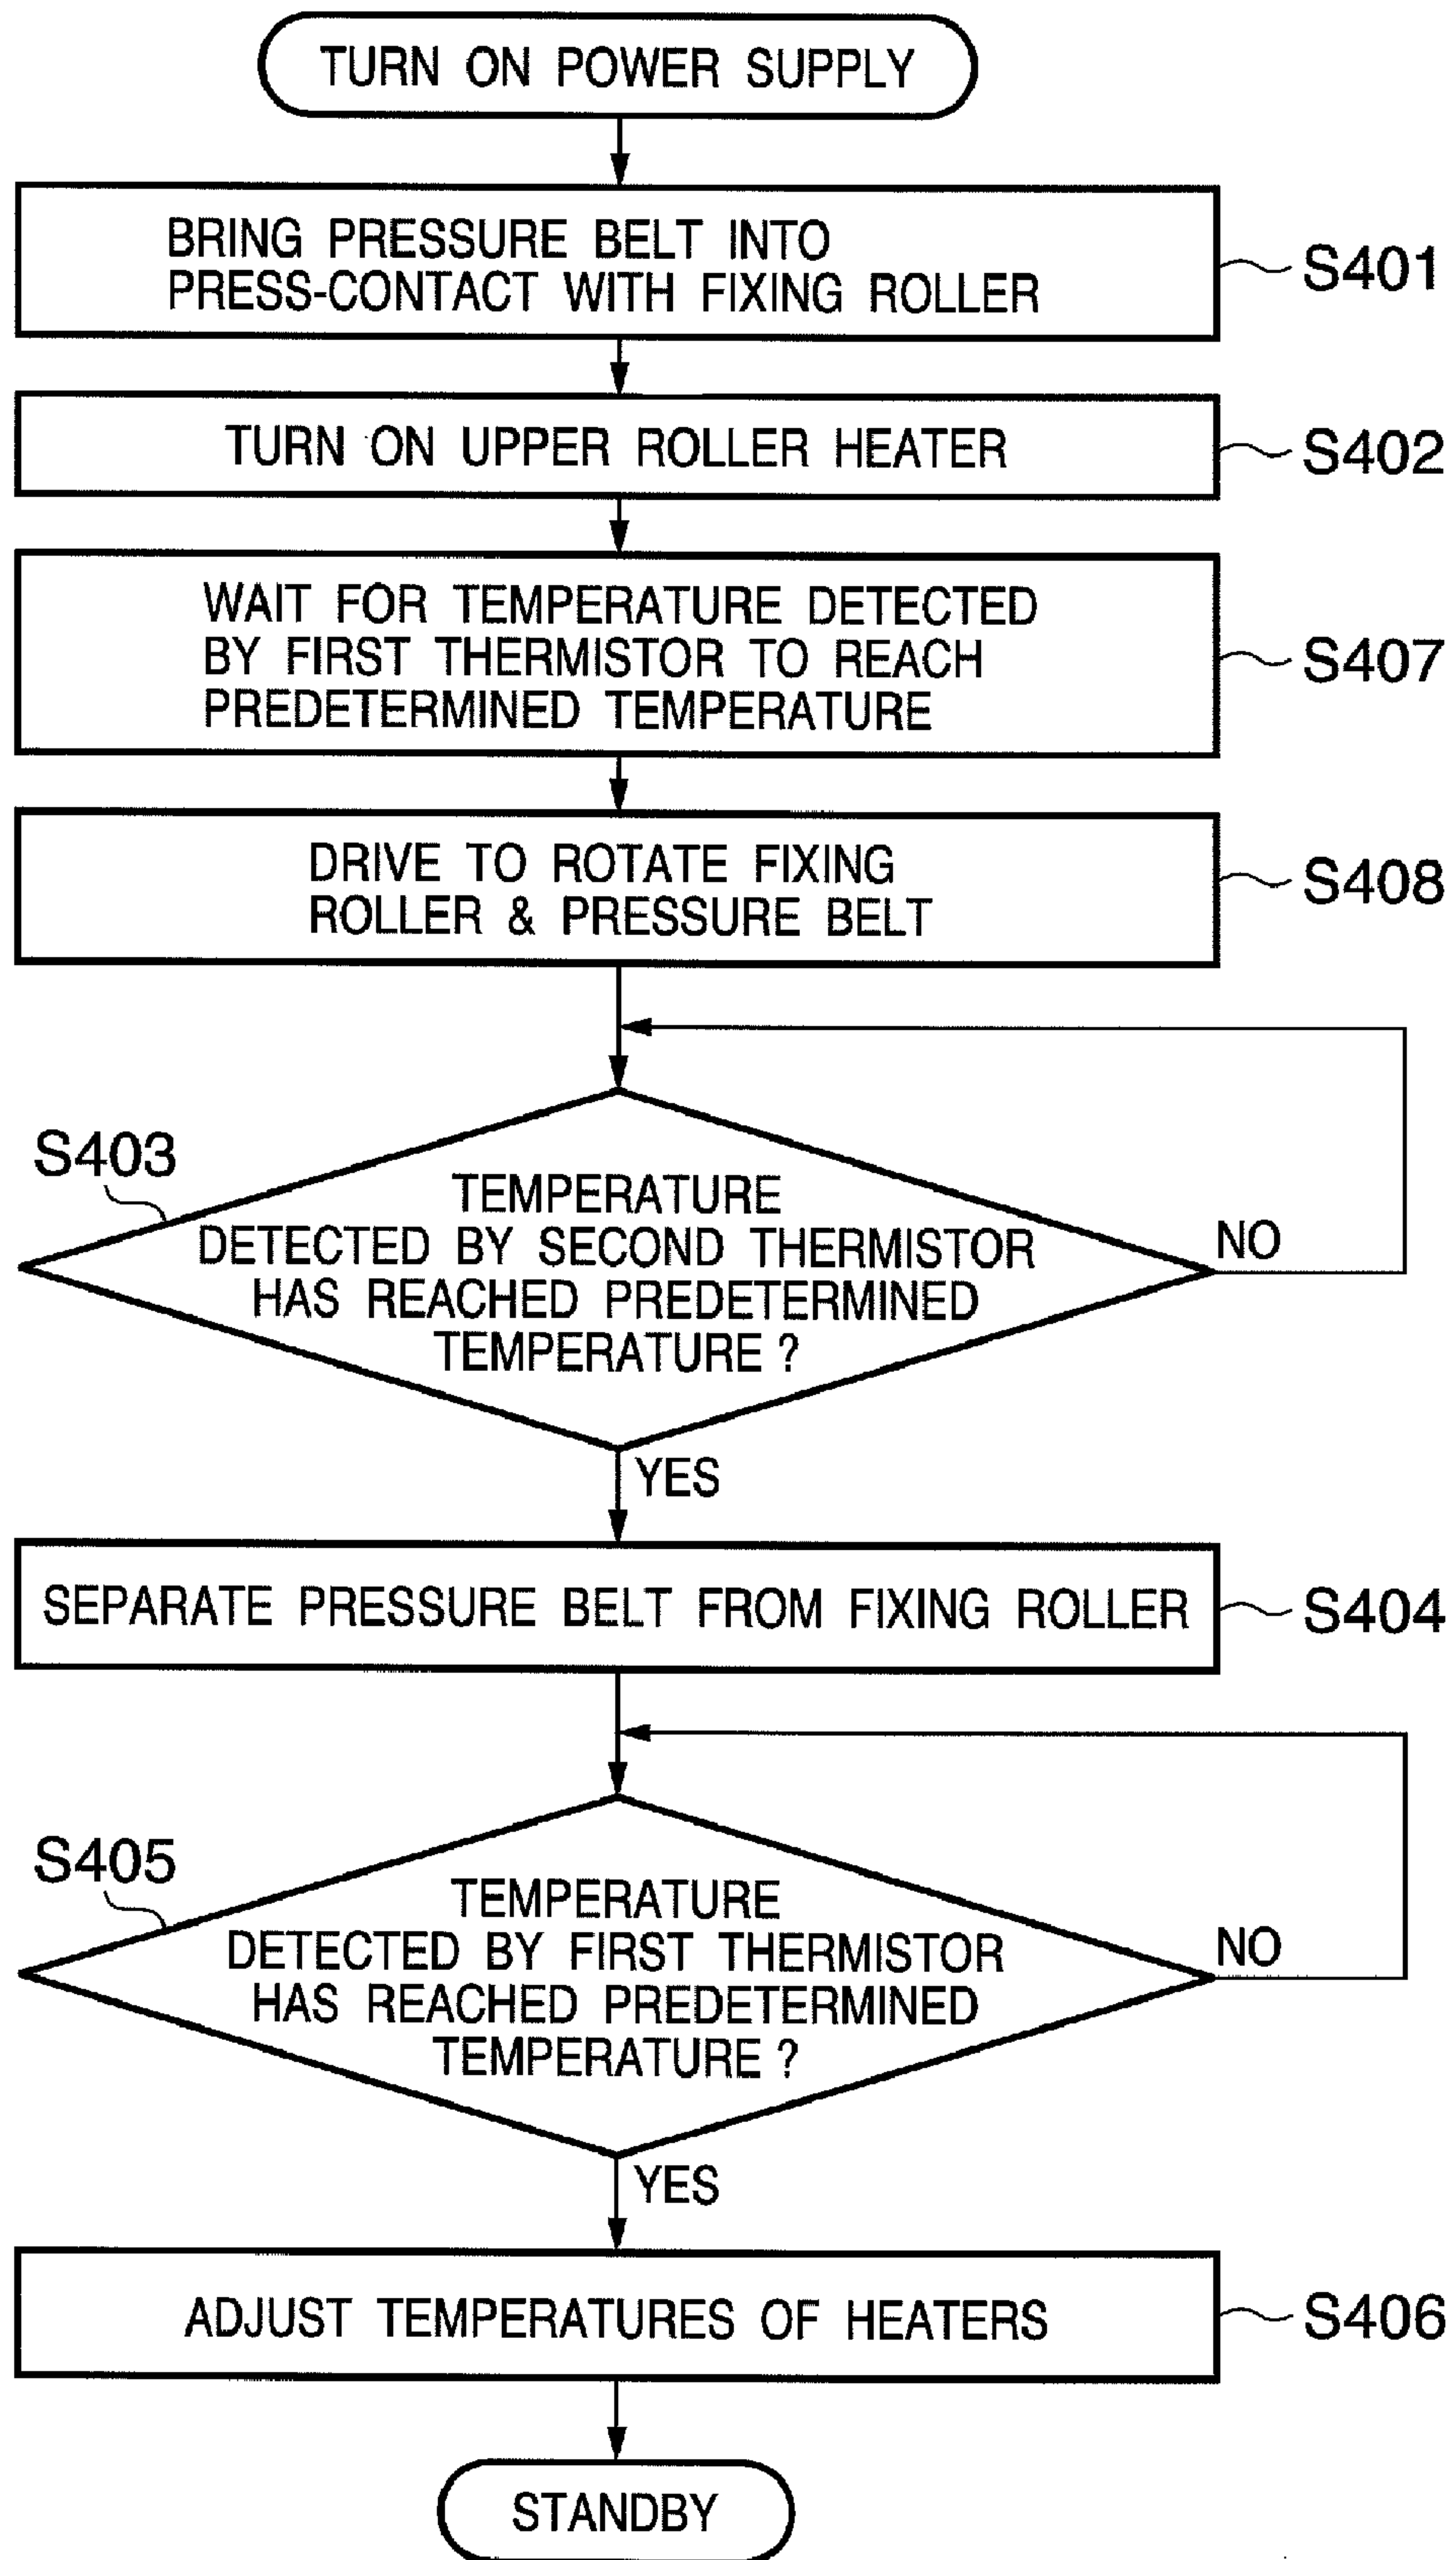 TURN ON POWER SUPPLY
BRING PRESSURE BELT INTO
PRESS-CONTACT WITH FIXING ROLLER
S401
TURN ON UPPER ROLLER HEATER
S402
WAIT FOR TEMPERATURE DETECTED
BY FIRST THERMISTOR TO REACH
PREDETERMINED TEMPERATURE
S407
DRIVE TO ROTATE FIXING
ROLLER & PRESSURE BELT
S408
S403
TEMPERATURE
DETECTED BY SECOND THERMISTOR
HAS REACHED PREDETERMINED
TEMPERATURE ?
NO
YES
SEPARATE PRESSURE BELT FROM FIXING ROLLER
S404
S405
TEMPERATURE
DETECTED BY FIRST THERMISTOR
HAS REACHED PREDETERMINED
TEMPERATURE ?
NO
YES
ADJUST TEMPERATURES OF HEATERS
S406
STANDBY